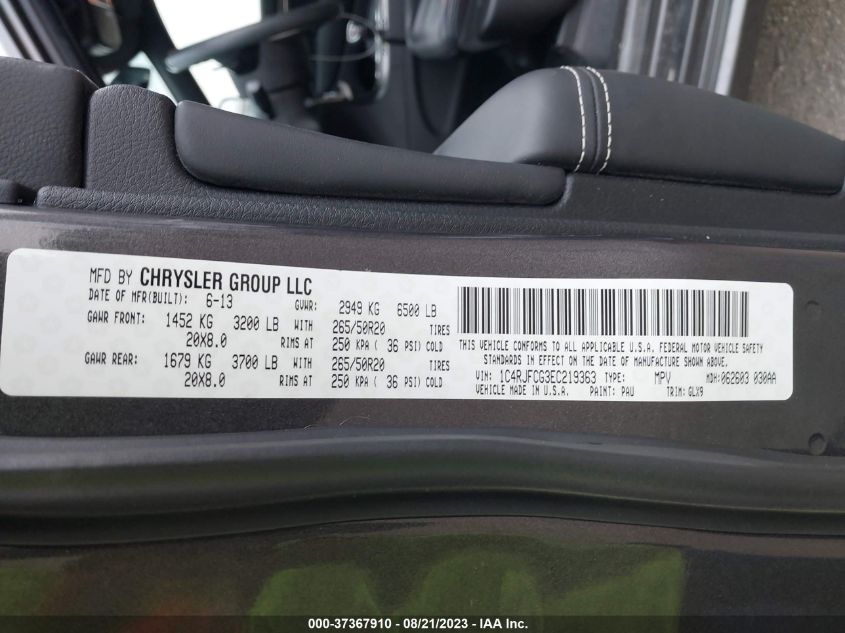 MFD BY CHRYSLER GROUP LLC
DATE OF MFR(BUILT): 6-13 GVWR: 2949 KG 6500 LB
GAWR FRONT: 1452 KG 3200 LB WITH 265/50R20 TIRES
20X8.0 RIMS AT 250 KPA ( 36 PSI) COLD
GAWR REAR: 1679 KG 3700 LB WITH 265/50R20 TIRES
20X8.0 RIMS AT 250 KPA ( 36 PSI) COLD
THIS VEHICLE CONFORMS TO ALL APPLICABLE U.S.A. FEDERAL MOTOR VEHICLE SAFETY
STANDARDS IN EFFECT ON THE DATE OF MANUFACTURE SHOWN ABOVE.
VIN: 1C4RJFCG3EC219363 TYPE: MPV MDH: 062603 030AA
VEHICLE MADE IN U.S.A. PAINT: PAU TRIM: GLX9
000-37367910 - 08/21/2023 - IAA Inc.